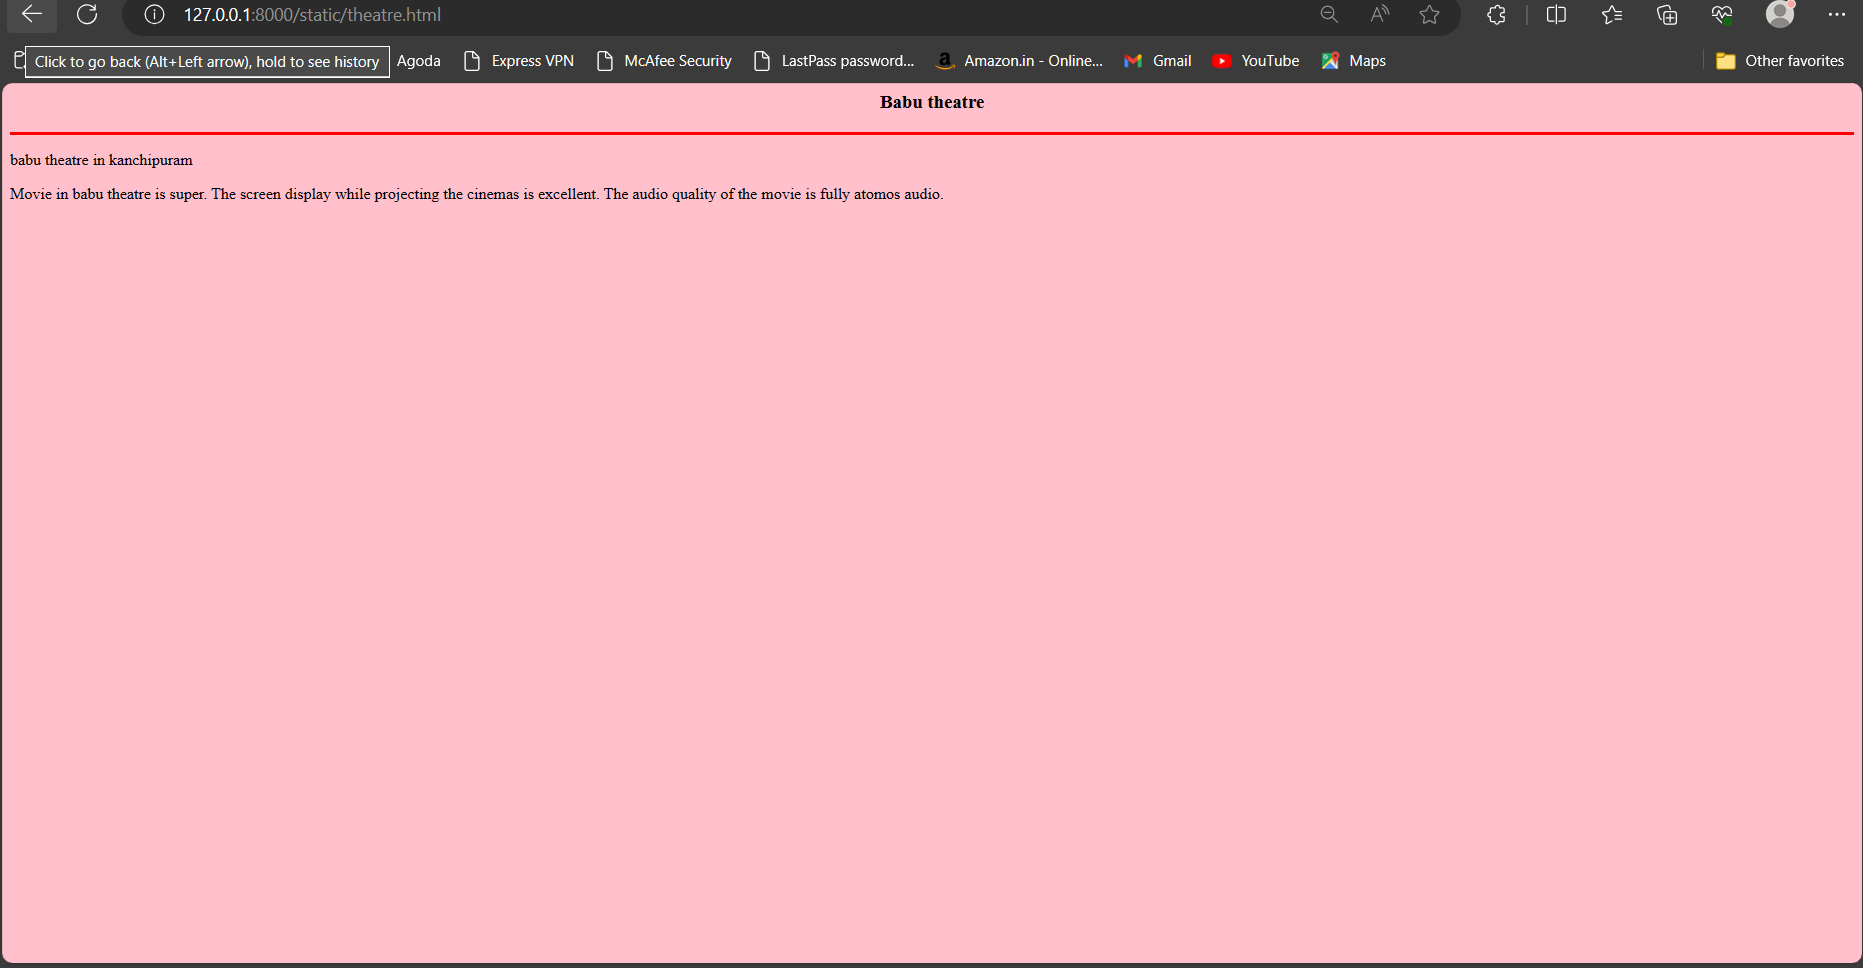 127.0.0.1:8000/static/theatre.html
Click to go back (Alt+Left arrow), hold to see history Agoda Express VPN McAfee Security LastPass password... Amazon.in - Online... Gmail YouTube Maps Other favorites
Babu theatre
babu theatre in kanchipuram
Movie in babu theatre is super. The screen display while projecting the cinemas is excellent. The audio quality of the movie is fully atomos audio.